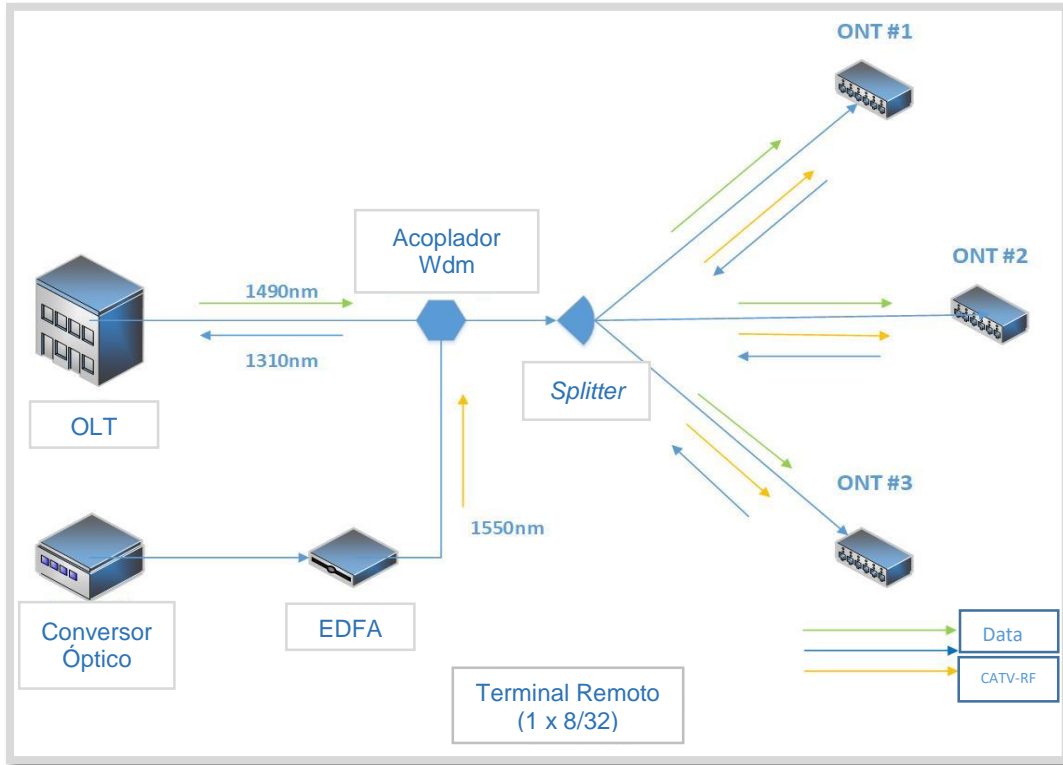 ONT #1
Acoplador
Wdm
ONT #2
1490nm
1310nm
Splitter
OLT
ONT #3
1550nm
Conversor
Óptico
EDFA
Data
CATV-RF
Terminal Remoto
(1 x 8/32)